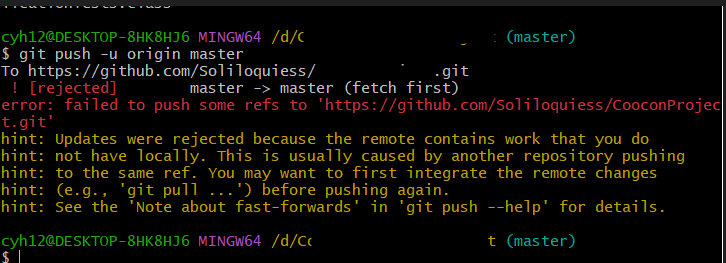 cyh12@DESKTOP-8HK8HJ6 MINGW64 /d/C (master)
$ git push -u origin master
To https://github.com/Soliloquiess/ .git
 ! [rejected]        master -> master (fetch first)
error: failed to push some refs to 'https://github.com/Soliloquiess/CooconProjec
t.git'
hint: Updates were rejected because the remote contains work that you do
hint: not have locally. This is usually caused by another repository pushing
hint: to the same ref. You may want to first integrate the remote changes
hint: (e.g., 'git pull ...') before pushing again.
hint: See the 'Note about fast-forwards' in 'git push --help' for details.
cyh12@DESKTOP-8HK8HJ6 MINGW64 /d/Co t (master)
$